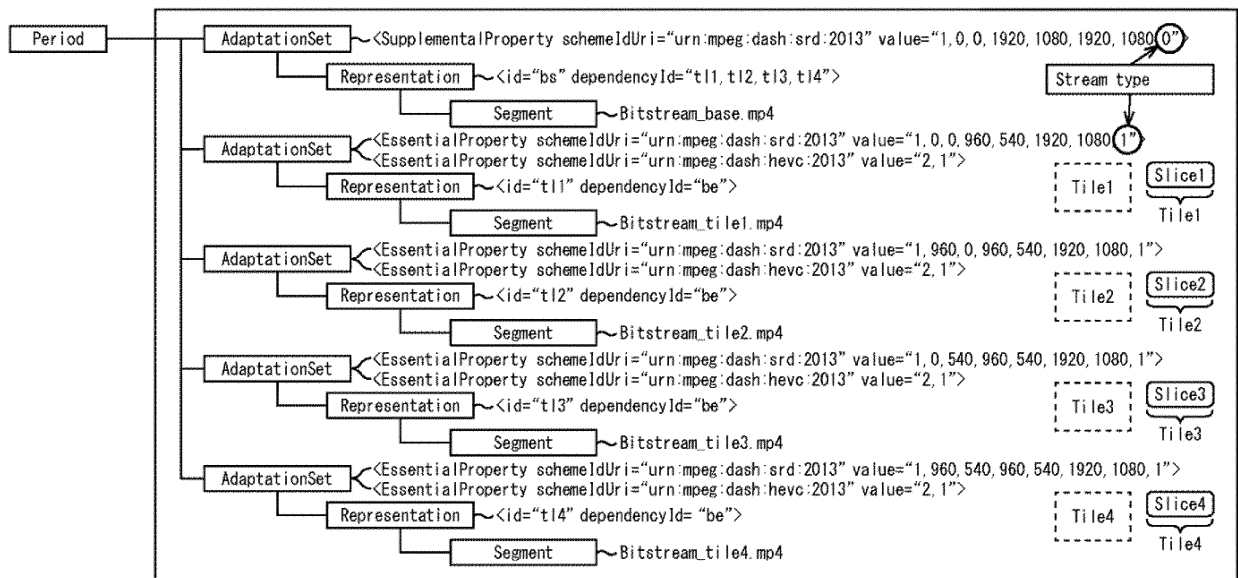 Period
AdaptationSet
<SupplementalProperty schemeIdUri="urn:mpeg:dash:srd:2013" value="1, 0, 0, 1920, 1080, 1920, 1080, 0">
Representation
<id="bs" dependencyId="tl1, tl2, tl3, tl4">
Stream type
Segment
Bitstream_base.mp4
AdaptationSet
<EssentialProperty schemeIdUri="urn:mpeg:dash:srd:2013" value="1, 0, 0, 960, 540, 1920, 1080, 1">
<EssentialProperty schemeIdUri="urn:mpeg:dash:hevc:2013" value="2, 1">
Representation
<id="tl1" dependencyId="be">
Tile1
Slice1
Tile1
Segment
Bitstream_tile1.mp4
AdaptationSet
<EssentialProperty schemeIdUri="urn:mpeg:dash:srd:2013" value="1, 960, 0, 960, 540, 1920, 1080, 1">
<EssentialProperty schemeIdUri="urn:mpeg:dash:hevc:2013" value="2, 1">
Representation
<id="tl2" dependencyId="be">
Tile2
Slice2
Tile2
Segment
Bitstream_tile2.mp4
AdaptationSet
<EssentialProperty schemeIdUri="urn:mpeg:dash:srd:2013" value="1, 0, 540, 960, 540, 1920, 1080, 1">
<EssentialProperty schemeIdUri="urn:mpeg:dash:hevc:2013" value="2, 1">
Representation
<id="tl3" dependencyId="be">
Tile3
Slice3
Tile3
Segment
Bitstream_tile3.mp4
AdaptationSet
<EssentialProperty schemeIdUri="urn:mpeg:dash:srd:2013" value="1, 960, 540, 960, 540, 1920, 1080, 1">
<EssentialProperty schemeIdUri="urn:mpeg:dash:hevc:2013" value="2, 1">
Representation
<id="tl4" dependencyId= "be">
Tile4
Slice4
Tile4
Segment
Bitstream_tile4.mp4